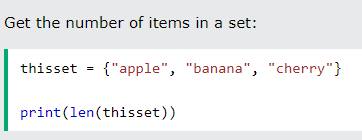 Get the number of items in a set:
thisset = {"apple", "banana", "cherry"}
print(len(thisset))